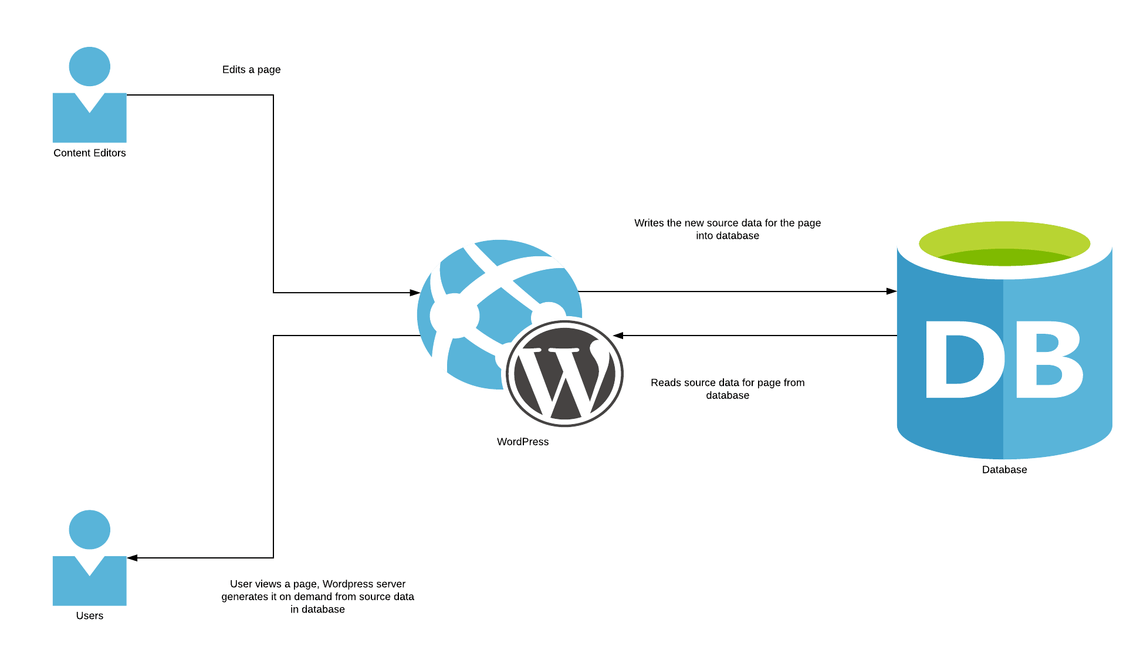 Edits a page
Content Editors
Writes the new source data for the page
into database
DB
W
Reads source data for page from
database
WordPress
Database
User views a page, Wordpress server
generates it on demand from source data
in database
Users